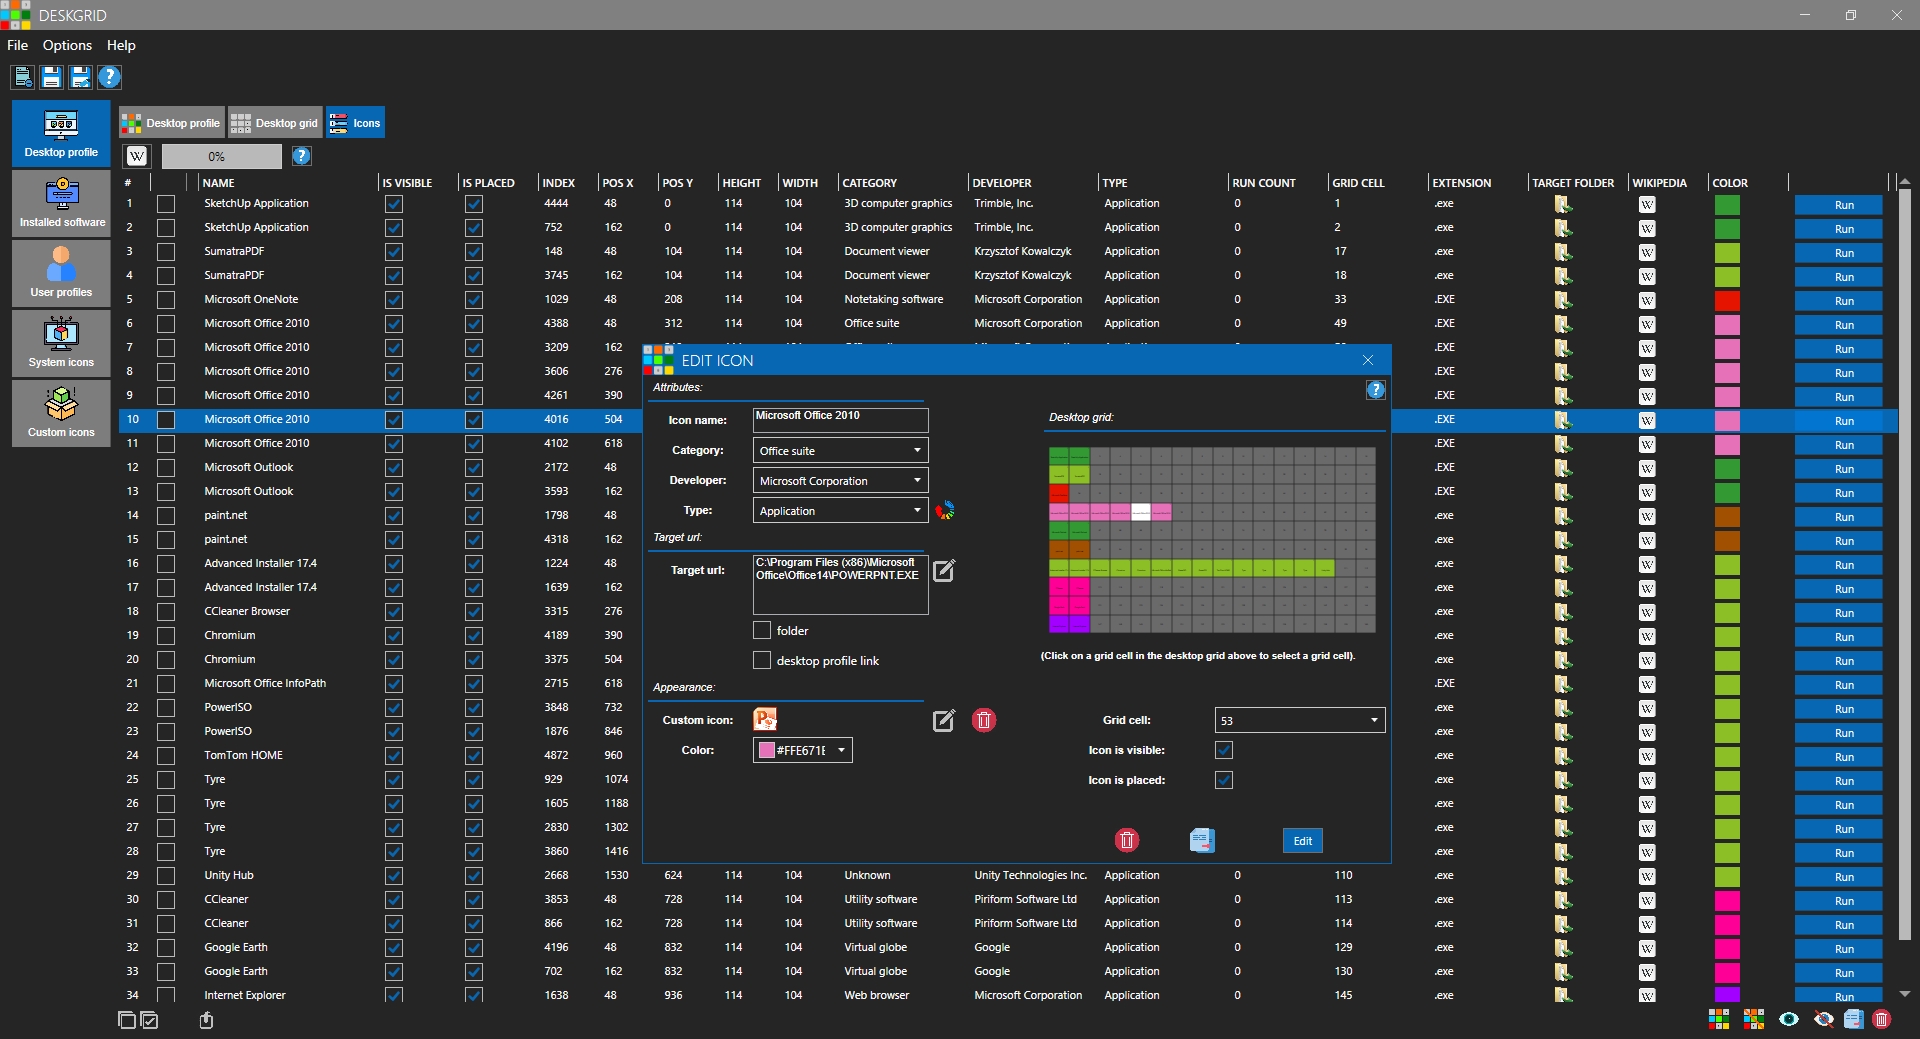 DESKGRID
File Options Help
Desktop profile Desktop grid Icons
Desktop profile
Installed software
User profiles
System icons
Custom icons
W 0% ?
# NAME IS VISIBLE IS PLACED INDEX POS X POS Y HEIGHT WIDTH CATEGORY DEVELOPER TYPE RUN COUNT GRID CELL EXTENSION TARGET FOLDER WIKIPEDIA COLOR
1 SketchUp Application 4444 48 0 114 104 3D computer graphics Trimble, Inc. Application 0 1 .exe W Run
2 SketchUp Application 752 162 0 114 104 3D computer graphics Trimble, Inc. Application 0 2 .exe W Run
3 SumatraPDF 148 48 104 114 104 Document viewer Krzysztof Kowalczyk Application 0 17 .exe W Run
4 SumatraPDF 3745 162 104 114 104 Document viewer Krzysztof Kowalczyk Application 0 18 .exe W Run
5 Microsoft OneNote 1029 48 208 114 104 Notetaking software Microsoft Corporation Application 0 33 .EXE W Run
6 Microsoft Office 2010 4388 48 312 114 104 Office suite Microsoft Corporation Application 0 49 .EXE W Run
7 Microsoft Office 2010 3209 162 .EXE W Run
8 Microsoft Office 2010 3606 276 .EXE W Run
9 Microsoft Office 2010 4261 390 .EXE W Run
10 Microsoft Office 2010 4016 504 .EXE W Run
11 Microsoft Office 2010 4102 618 .EXE W Run
12 Microsoft Outlook 2172 48 .EXE W Run
13 Microsoft Outlook 3593 162 .EXE W Run
14 paint.net 1798 48 .exe W Run
15 paint.net 4318 162 .exe W Run
16 Advanced Installer 17.4 1224 48 .exe W Run
17 Advanced Installer 17.4 1639 162 .exe W Run
18 CCleaner Browser 3315 276 .exe W Run
19 Chromium 4189 390 .exe W Run
20 Chromium 3375 504 .exe W Run
21 Microsoft Office InfoPath 2715 618 .EXE W Run
22 PowerISO 3848 732 .exe W Run
23 PowerISO 1876 846 .exe W Run
24 TomTom HOME 4872 960 .exe W Run
25 Tyre 929 1074 .exe W Run
26 Tyre 1605 1188 .exe W Run
27 Tyre 2830 1302 .exe W Run
28 Tyre 3860 1416 .exe W Run
29 Unity Hub 2668 1530 624 114 104 Unknown Unity Technologies Inc. Application 0 110 .exe W Run
30 CCleaner 3853 48 728 114 104 Utility software Piriform Software Ltd Application 0 113 .exe W Run
31 CCleaner 866 162 728 114 104 Utility software Piriform Software Ltd Application 0 114 .exe W Run
32 Google Earth 4196 48 832 114 104 Virtual globe Google Application 0 129 .exe W Run
33 Google Earth 702 162 832 114 104 Virtual globe Google Application 0 130 .exe W Run
34 Internet Explorer 1638 48 936 114 104 Web browser Microsoft Corporation Application 0 145 .exe W Run
EDIT ICON
Attributes:
Icon name: Microsoft Office 2010
Category: Office suite
Developer: Microsoft Corporation
Type: Application
Target url:
Target url: C:\Program Files (x86)\Microsoft
Office\Office14\POWERPNT.EXE
folder
desktop profile link
Appearance:
Custom icon:
Color: #FFE671E
Desktop grid:
(Click on a grid cell in the desktop grid above to select a grid cell).
Grid cell: 53
Icon is visible:
Icon is placed:
Edit